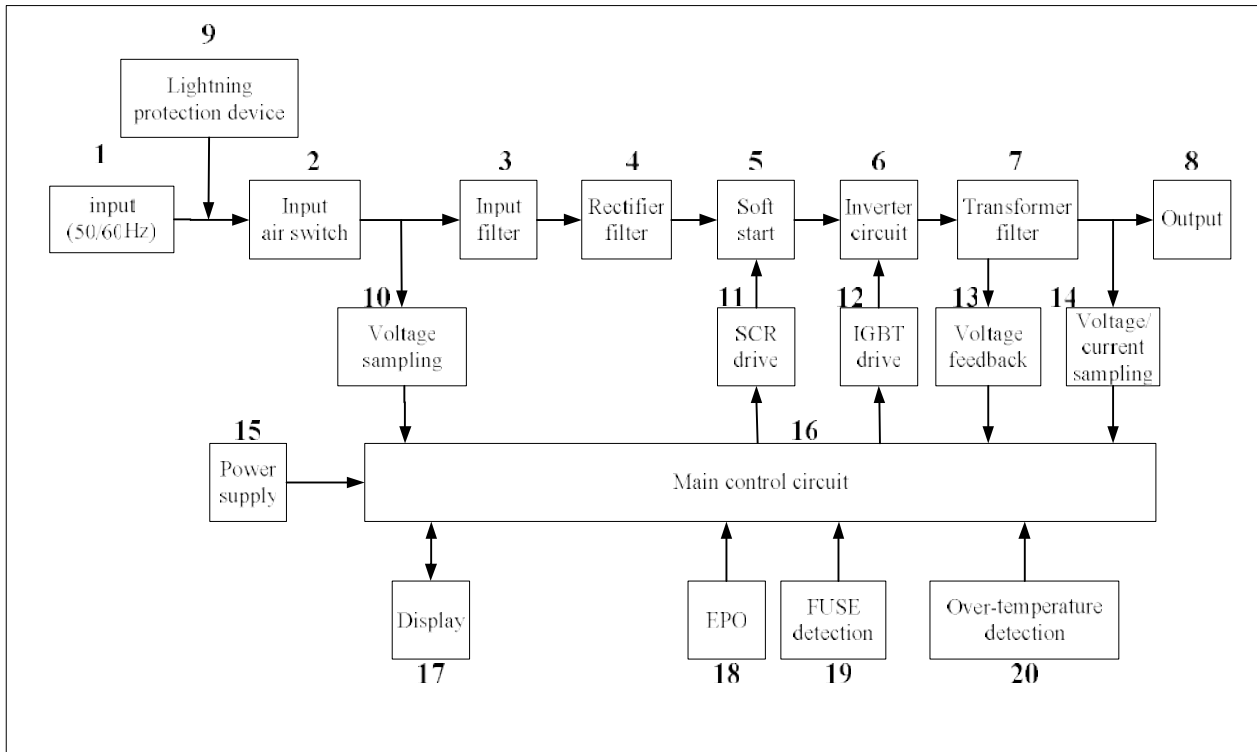 9
Lightning
protection device
1
2
3
4
5
6
7
8
input
(50/60Hz)
Input
air switch
Input
filter
Rectifier
filter
Soft
start
Inverter
circuit
Transformer
filter
Output
10
11
12
13
14
Voltage
sampling
SCR
drive
IGBT
drive
Voltage
feedback
Voltage/
current
sampling
15
16
Power
supply
Main control circuit
Display
EPO
FUSE
detection
Over-temperature
detection
17
18
19
20